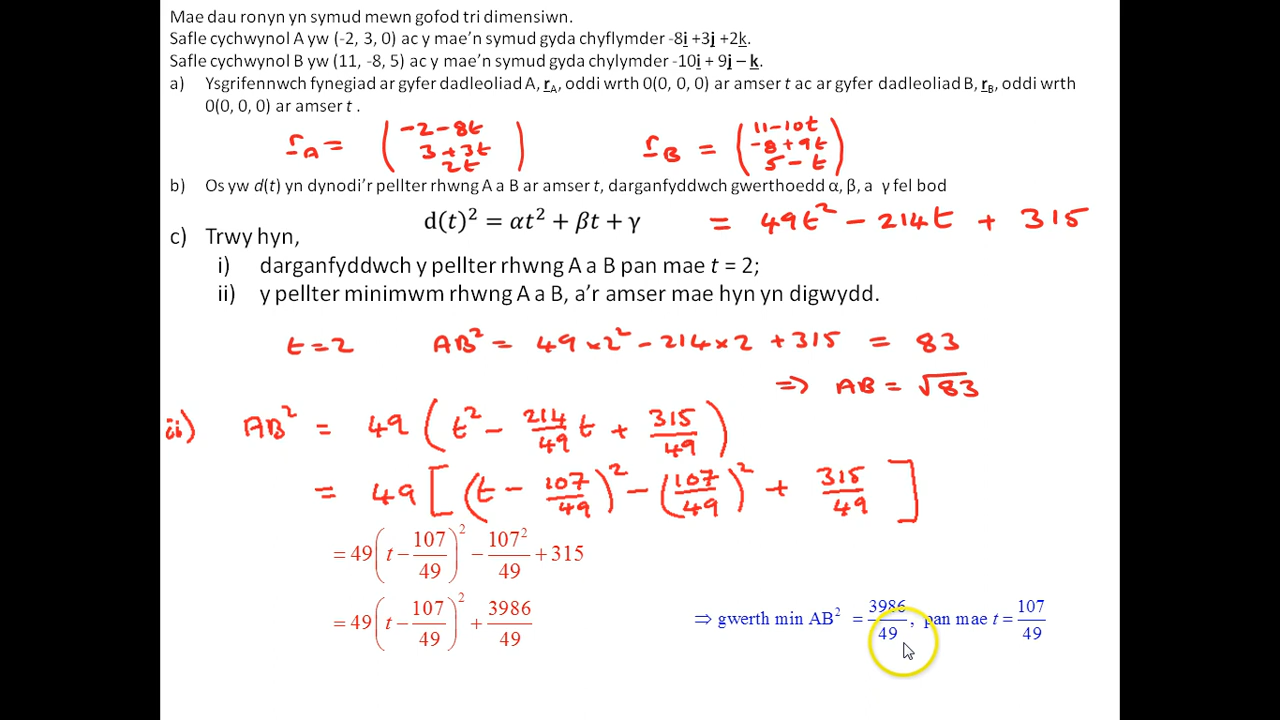 Mae dau ronyn yn symud mewn gofod tri dimensiwn.
Safle cychwynol A yw (-2, 3, 0) ac y mae'n symud gyda chyflymder -8i +3j +2k.
Safle cychwynol B yw (11, -8, 5) ac y mae'n symud gyda chylymder -10i + 9j – k.
a) Ysgrifennwch fynegiad ar gyfer dadleoliad A, r_A, oddi wrth 0(0, 0, 0) ar amser t ac ar gyfer dadleoliad B, r_B, oddi wrth
0(0, 0, 0) ar amser t .
r_A = (-2-8t, 3+3t, 2t) r_B = (11-10t, -8+9t, 5-t)
b) Os yw d(t) yn dynodi'r pellter rhwng A a B ar amser t, darganfyddwch gwerthoedd α, β, a γ fel bod
d(t)² = αt² + βt + γ = 49t² - 214t + 315
c) Trwy hyn,
i) darganfyddwch y pellter rhwng A a B pan mae t = 2;
ii) y pellter minimwm rhwng A a B, a'r amser mae hyn yn digwydd.
t=2 AB² = 49×2² - 214×2 + 315 = 83
=> AB = √83
ii) AB² = 49(t² - 214/49 t + 315/49)
= 49[(t - 107/49)² - (107/49)² + 315/49]
= 49(t - 107/49)² - 107²/49 + 315
= 49(t - 107/49)² + 3986/49 ⇒ gwerth min AB² = 3986/49, pan mae t = 107/49